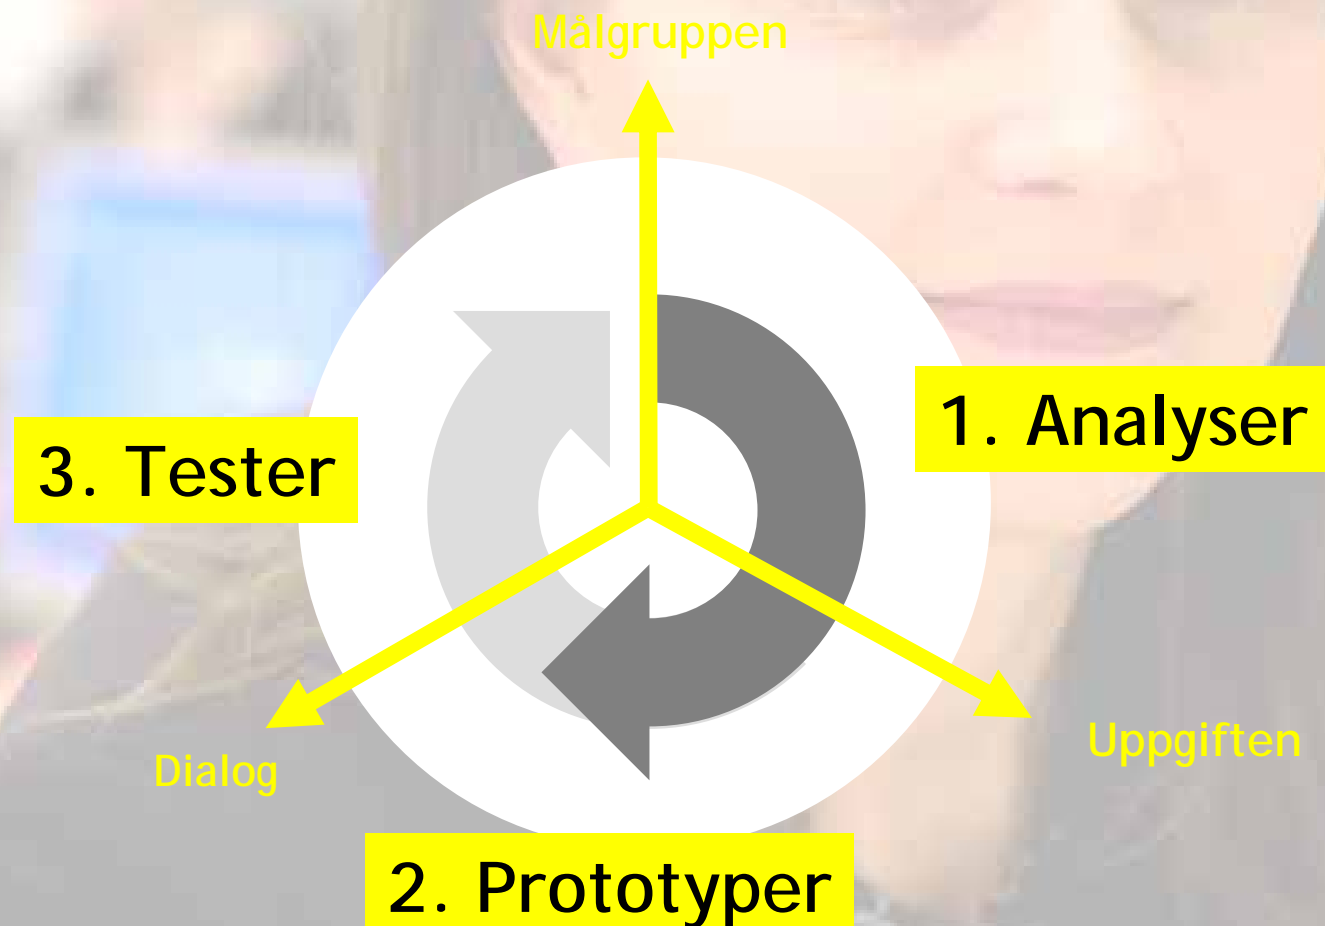 Målgruppen
1. Analyser
3. Tester
Uppgiften
Dialog
2. Prototyper